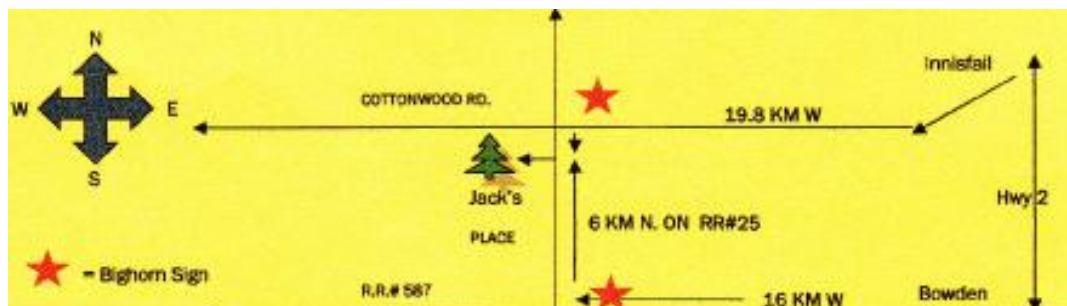 N
Innisfail
COTTONWOOD RD.
W E
19.8 KM W
S
Jack's
Hwy 2
6 KM N. ON RR#25
PLACE
= Bighorn Sign
R.R.# 587
16 KM W
Bowden